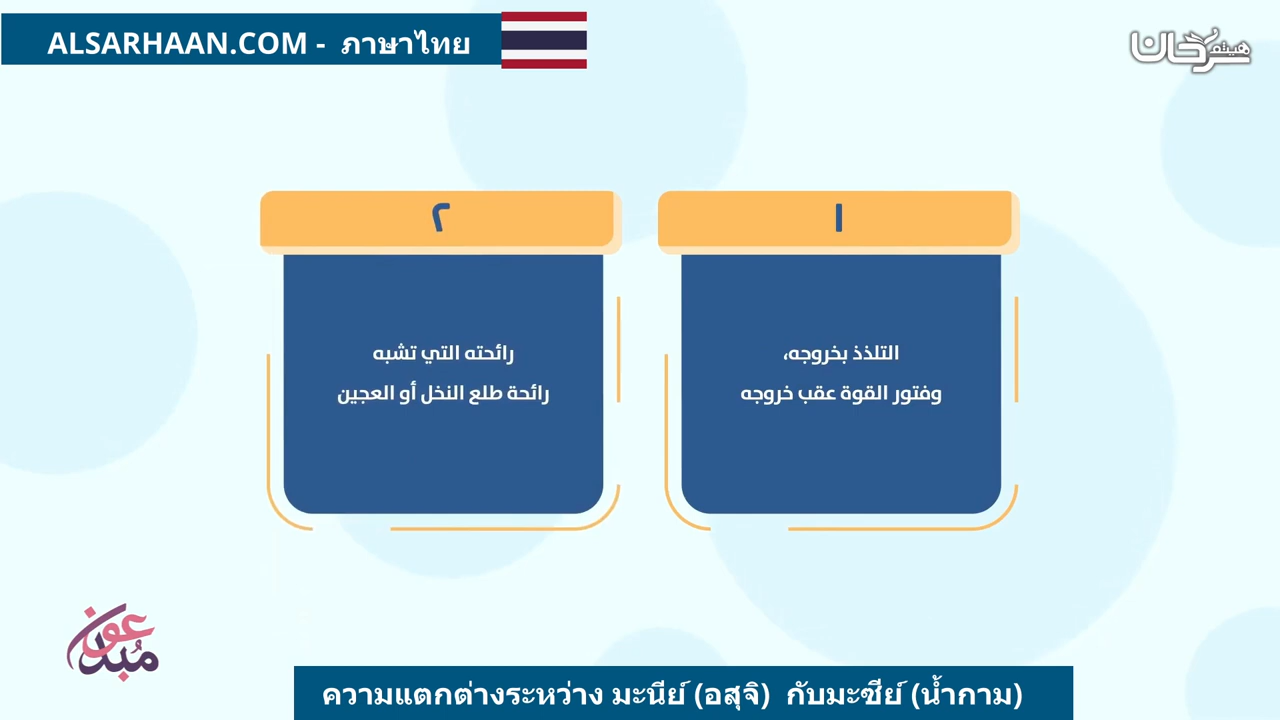 ALSARHAAN.COM - ภาษาไทย
هيثم سرحان
١
التلذذ بخروجه،
وفتور القوة عقب خروجه
٢
رائحته التي تشبه
رائحة طلع النخل أو العجين
ความแตกต่างระหว่าง มะนีย์ (อสุจิ) กับมะซีย์ (น้ำกาม)